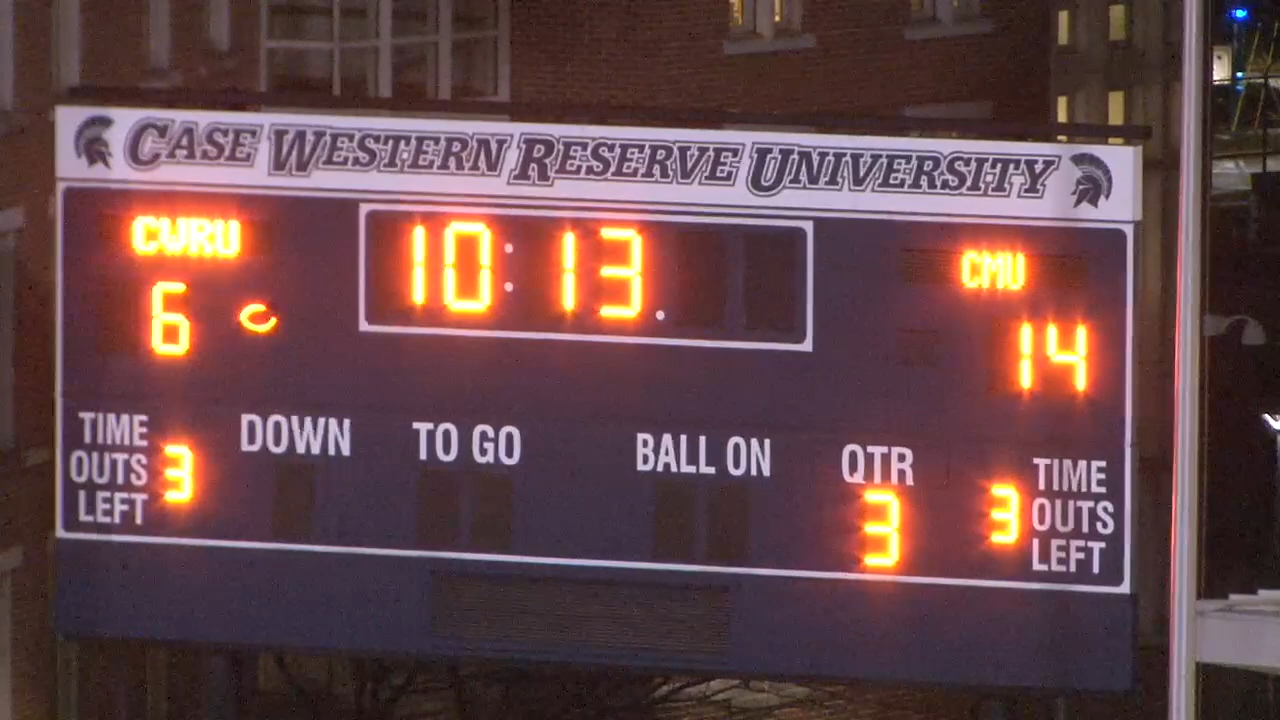 CASE WESTERN RESERVE UNIVERSITY
CWRU
10:13.
CMU
6
14
TIME OUTS LEFT 3
DOWN
TO GO
BALL ON
QTR
3
3 TIME OUTS LEFT